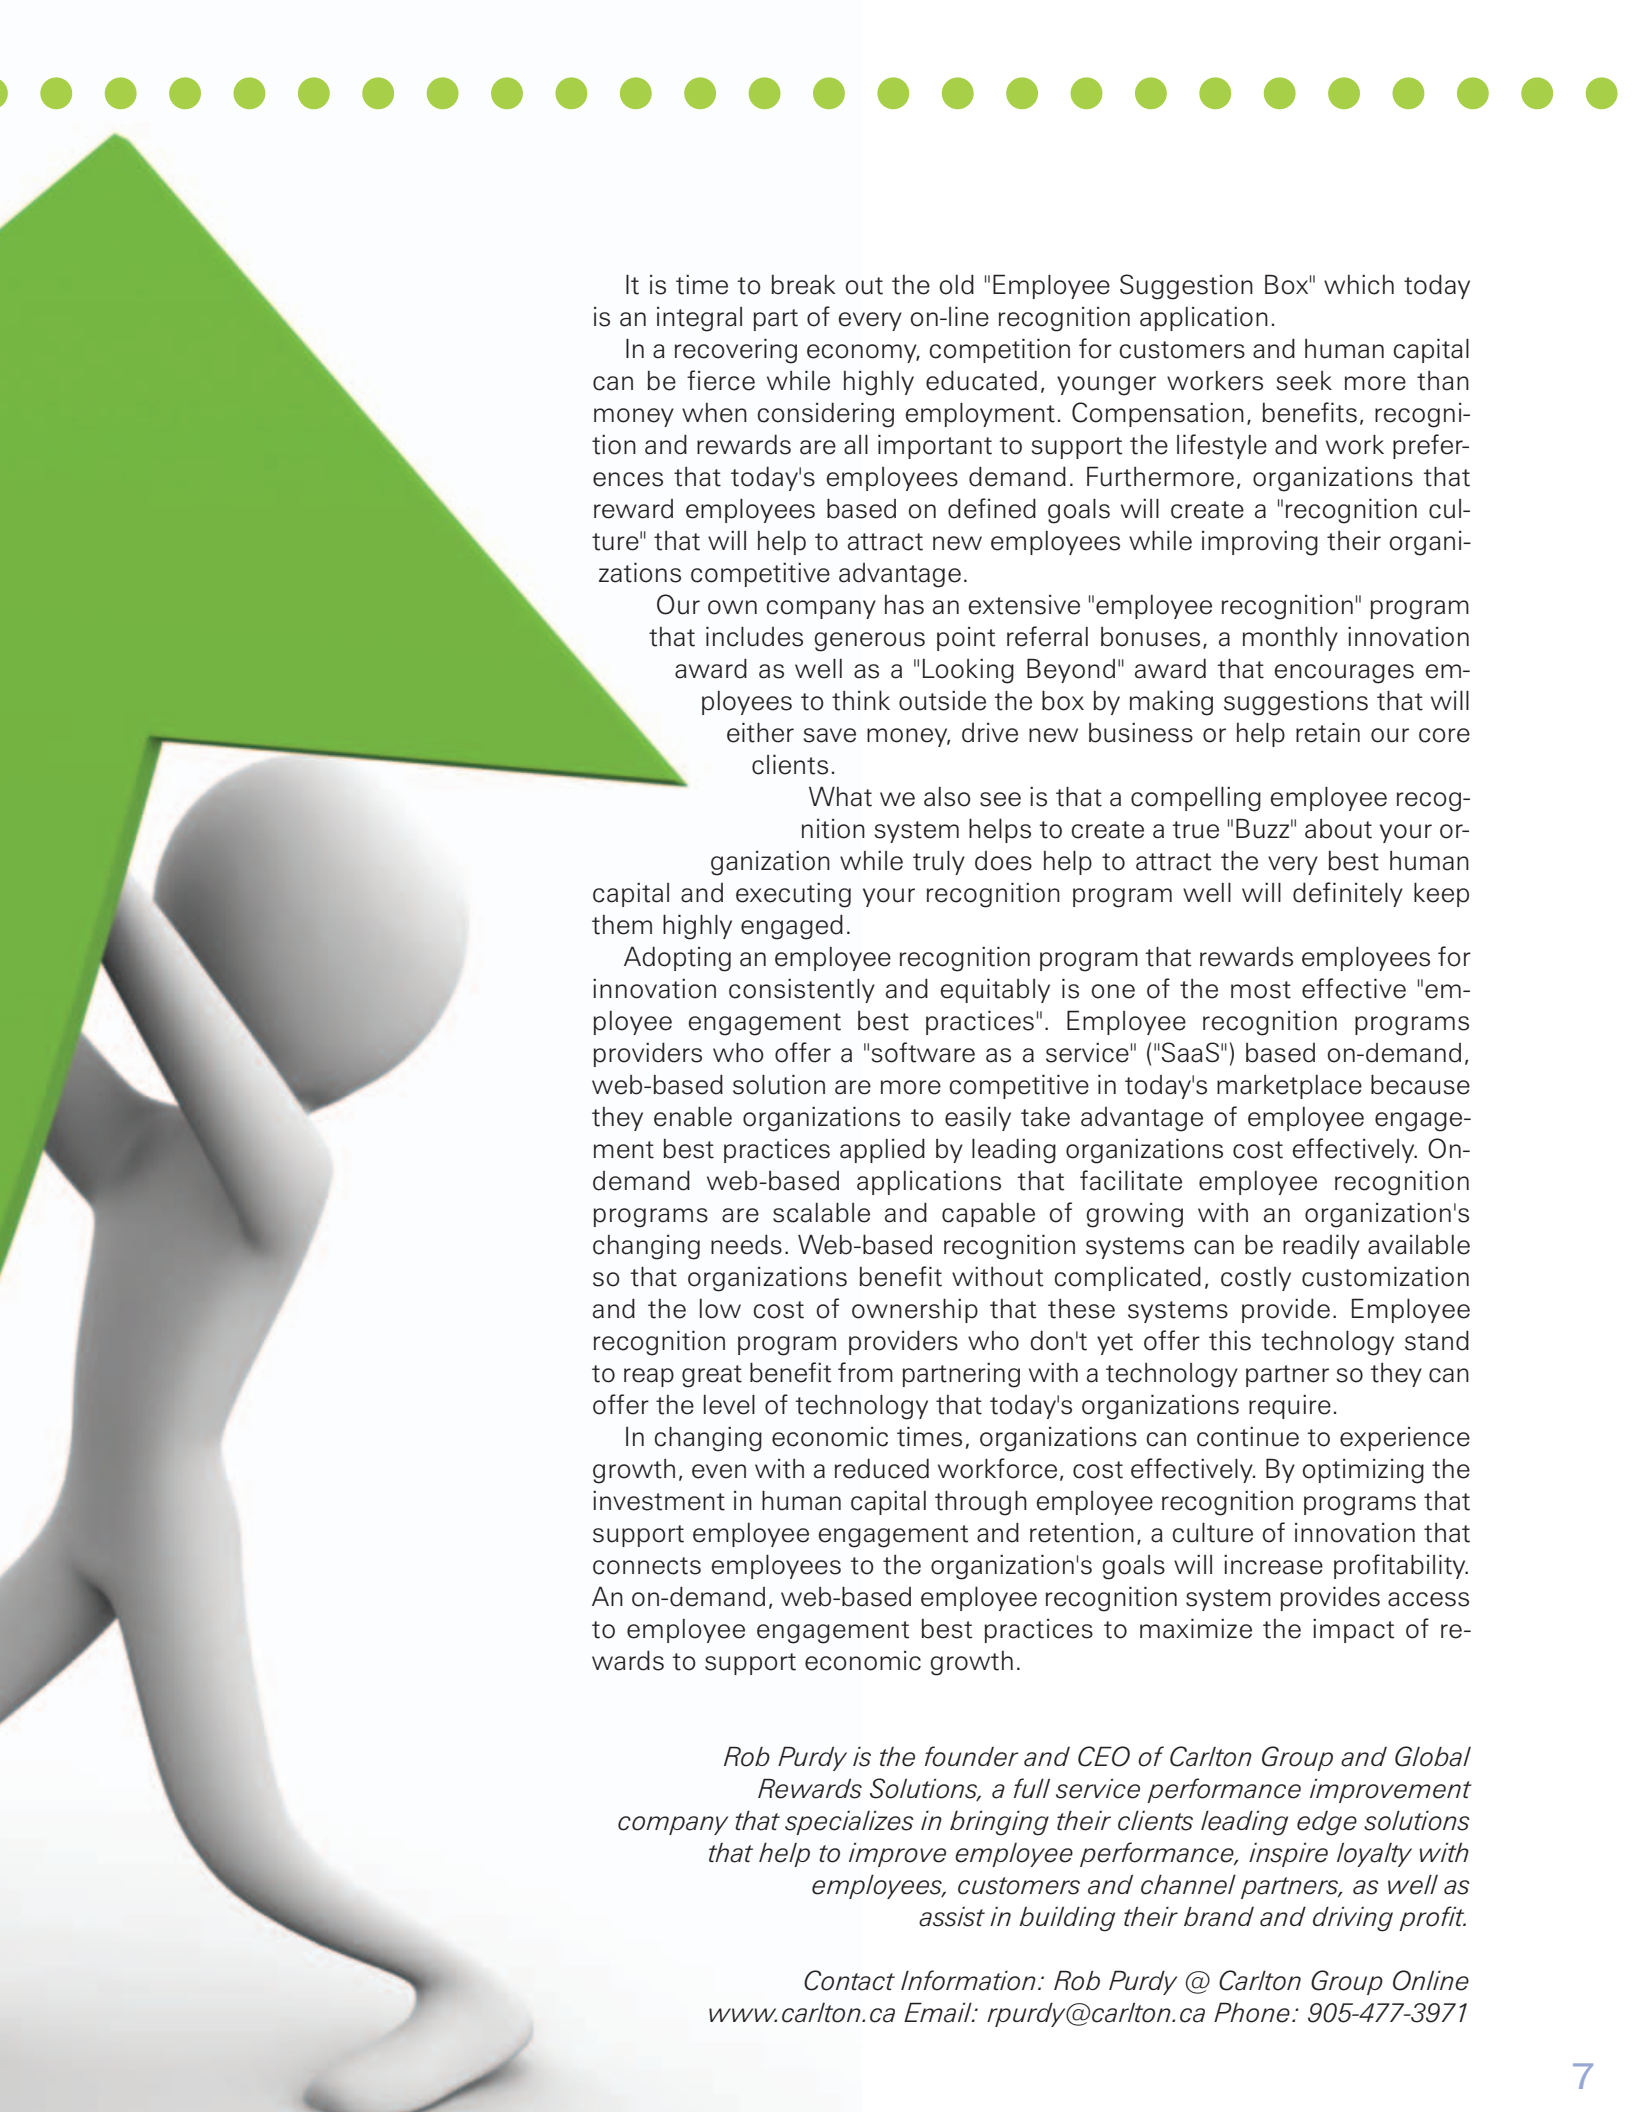 It is time to break out the old "Employee Suggestion Box" which today
is an integral part of every on-line recognition application.
In a recovering economy, competition for customers and human capital
can be fierce while highly educated, younger workers seek more than
money when considering employment. Compensation, benefits, recogni-
tion and rewards are all important to support the lifestyle and work prefer-
ences that today's employees demand. Furthermore, organizations that
reward employees based on defined goals will create a "recognition cul-
ture" that will help to attract new employees while improving their organi-
zations competitive advantage.
Our own company has an extensive "employee recognition" program
that includes generous point referral bonuses, a monthly innovation
award as well as a "Looking Beyond" award that encourages em-
ployees to think outside the box by making suggestions that will
either save money, drive new business or help retain our core
clients.
What we also see is that a compelling employee recog-
nition system helps to create a true "Buzz" about your or-
ganization while truly does help to attract the very best human
capital and executing your recognition program well will definitely keep
them highly engaged.
Adopting an employee recognition program that rewards employees for
innovation consistently and equitably is one of the most effective "em-
ployee engagement best practices". Employee recognition programs
providers who offer a "software as a service" ("SaaS") based on-demand,
web-based solution are more competitive in today's marketplace because
they enable organizations to easily take advantage of employee engage-
ment best practices applied by leading organizations cost effectively. On-
demand web-based applications that facilitate employee recognition
programs are scalable and capable of growing with an organization's
changing needs. Web-based recognition systems can be readily available
so that organizations benefit without complicated, costly customization
and the low cost of ownership that these systems provide. Employee
recognition program providers who don't yet offer this technology stand
to reap great benefit from partnering with a technology partner so they can
offer the level of technology that today's organizations require.
In changing economic times, organizations can continue to experience
growth, even with a reduced workforce, cost effectively. By optimizing the
investment in human capital through employee recognition programs that
support employee engagement and retention, a culture of innovation that
connects employees to the organization's goals will increase profitability.
An on-demand, web-based employee recognition system provides access
to employee engagement best practices to maximize the impact of re-
wards to support economic growth.
Rob Purdy is the founder and CEO of Carlton Group and Global
Rewards Solutions, a full service performance improvement
company that specializes in bringing their clients leading edge solutions
that help to improve employee performance, inspire loyalty with
employees, customers and channel partners, as well as
assist in building their brand and driving profit.
Contact Information: Rob Purdy @ Carlton Group Online
www.carlton.ca Email: rpurdy@carlton.ca Phone: 905-477-3971
7